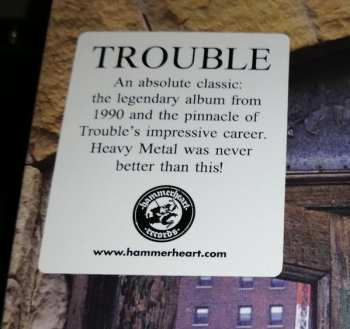 TROUBLE
An absolute classic:
the legendary album from
1990 and the pinnacle of
Trouble's impressive career.
Heavy Metal was never
better than this!
hammerheart
records
www.hammerheart.com